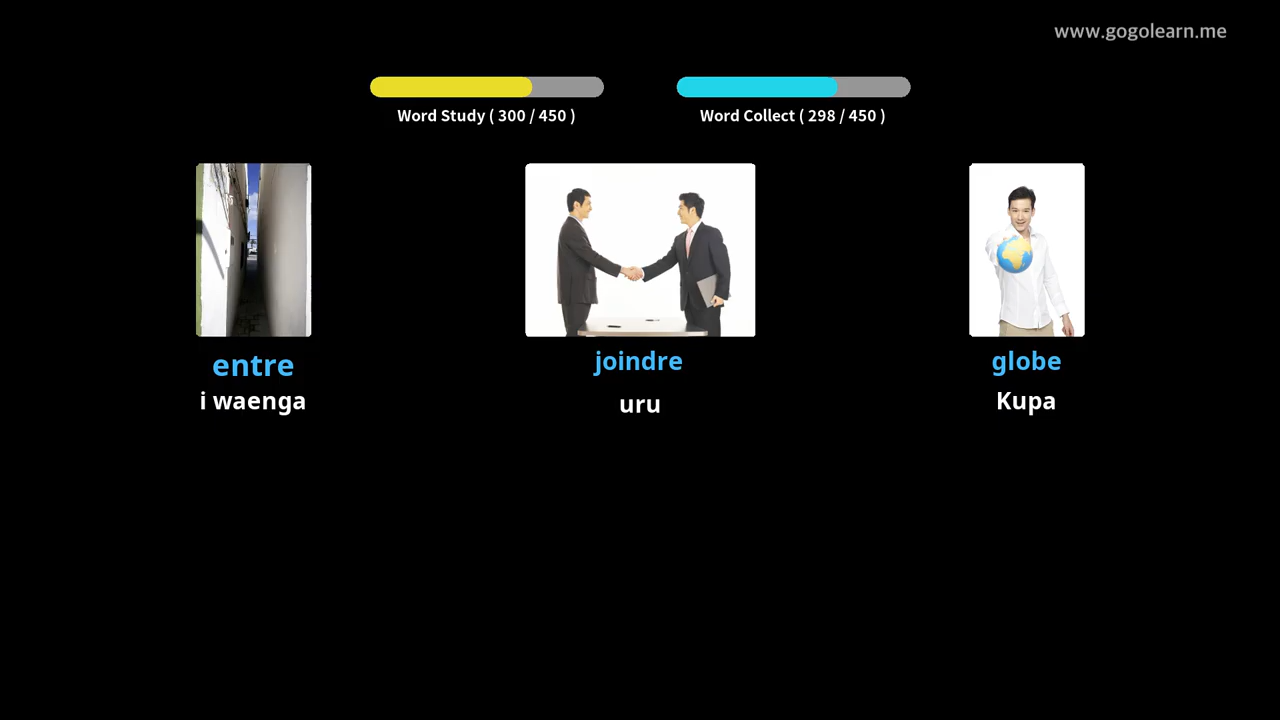 www.gogolearn.me
Word Study ( 300 / 450 )
Word Collect ( 298 / 450 )
entre
i waenga
joindre
uru
globe
Kupa